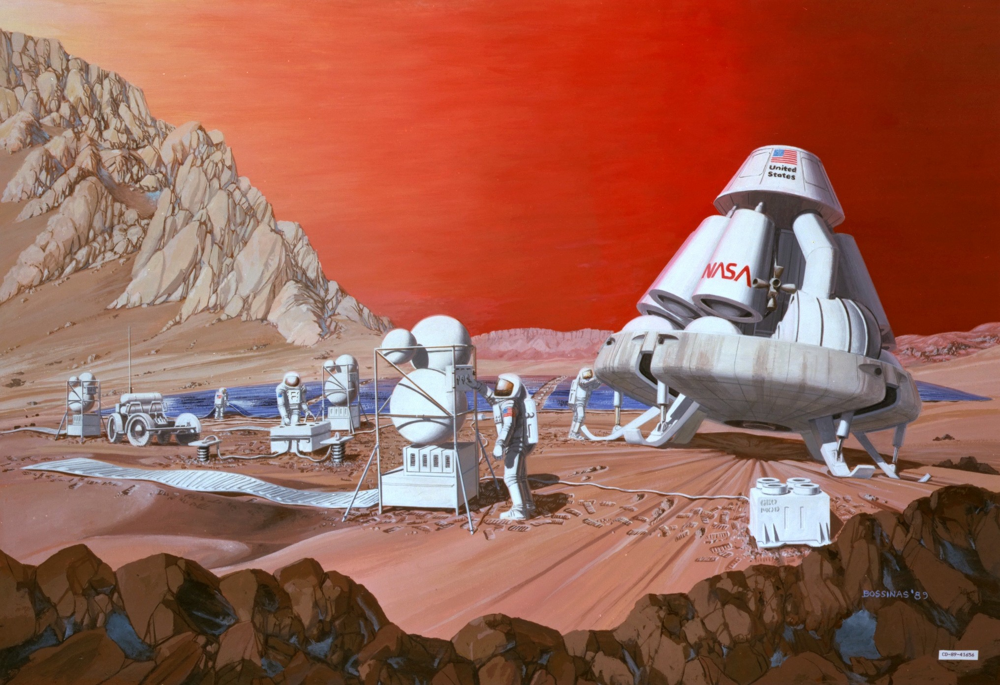 United
States
NASA
GEO
MOD
BOSSINAS '89
CD-89-41656